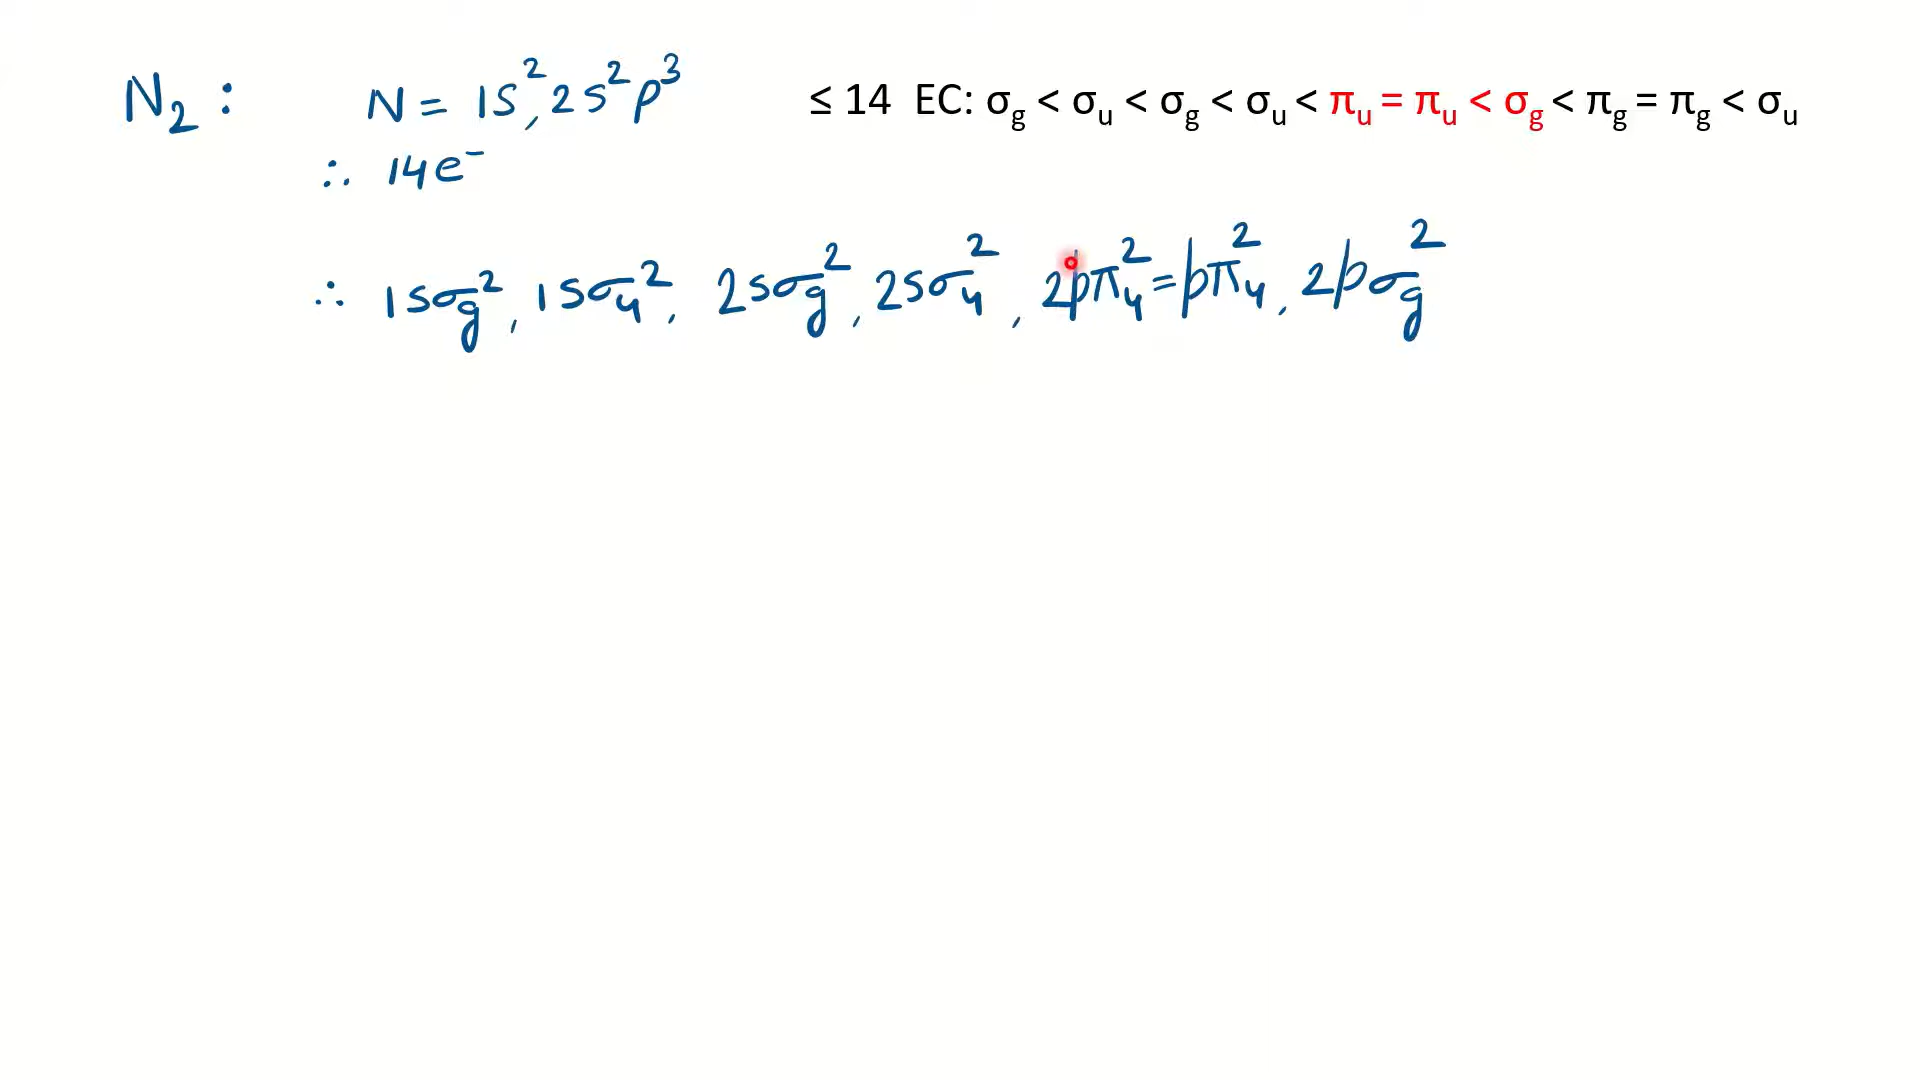 N₂ : N = 1s², 2s²p³ ≤ 14 EC: σg < σu < σg < σu < πu = πu < σg < πg = πg < σu
∴ 14e⁻
∴ 1sσg², 1sσu², 2sσg², 2sσu², 2pπu² = pπu², 2pσg²